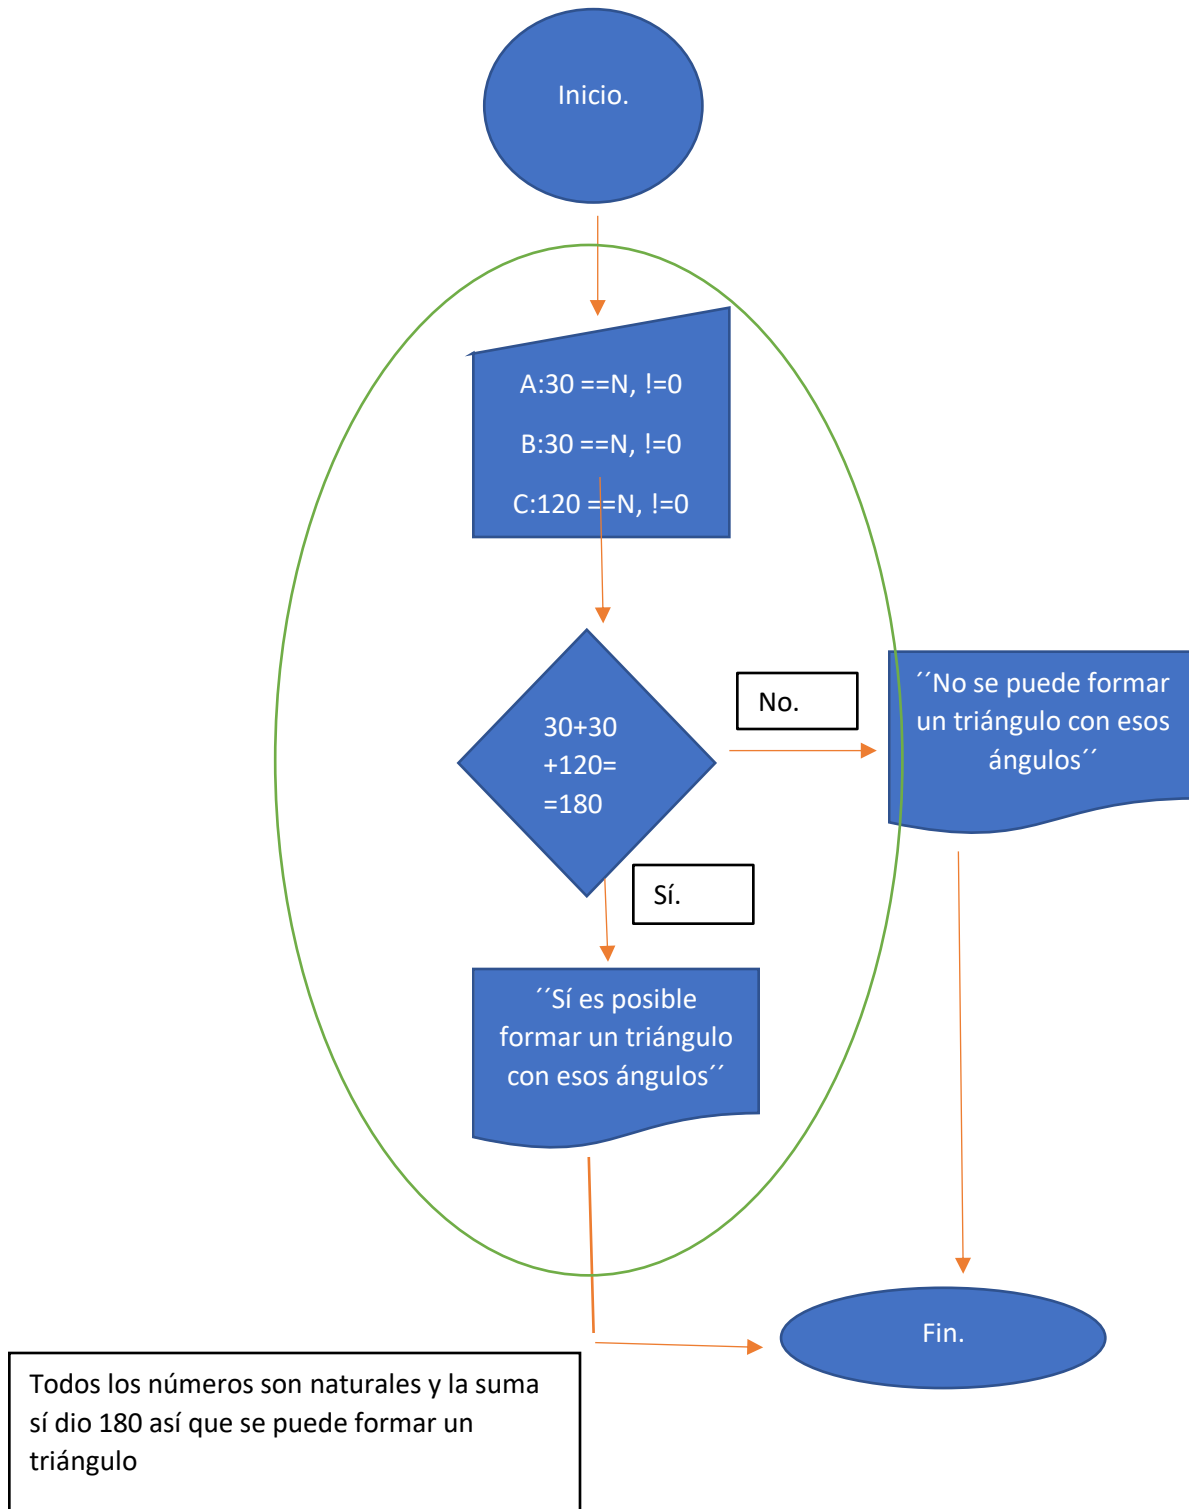 Inicio.
A:30 ==N, !=0
B:30 ==N, !=0
C:120 ==N, !=0
30+30
+120=
=180
No.
´´No se puede formar
un triángulo con esos
ángulos´´
Sí.
´´Sí es posible
formar un triángulo
con esos ángulos´´
Fin.
Todos los números son naturales y la suma
sí dio 180 así que se puede formar un
triángulo